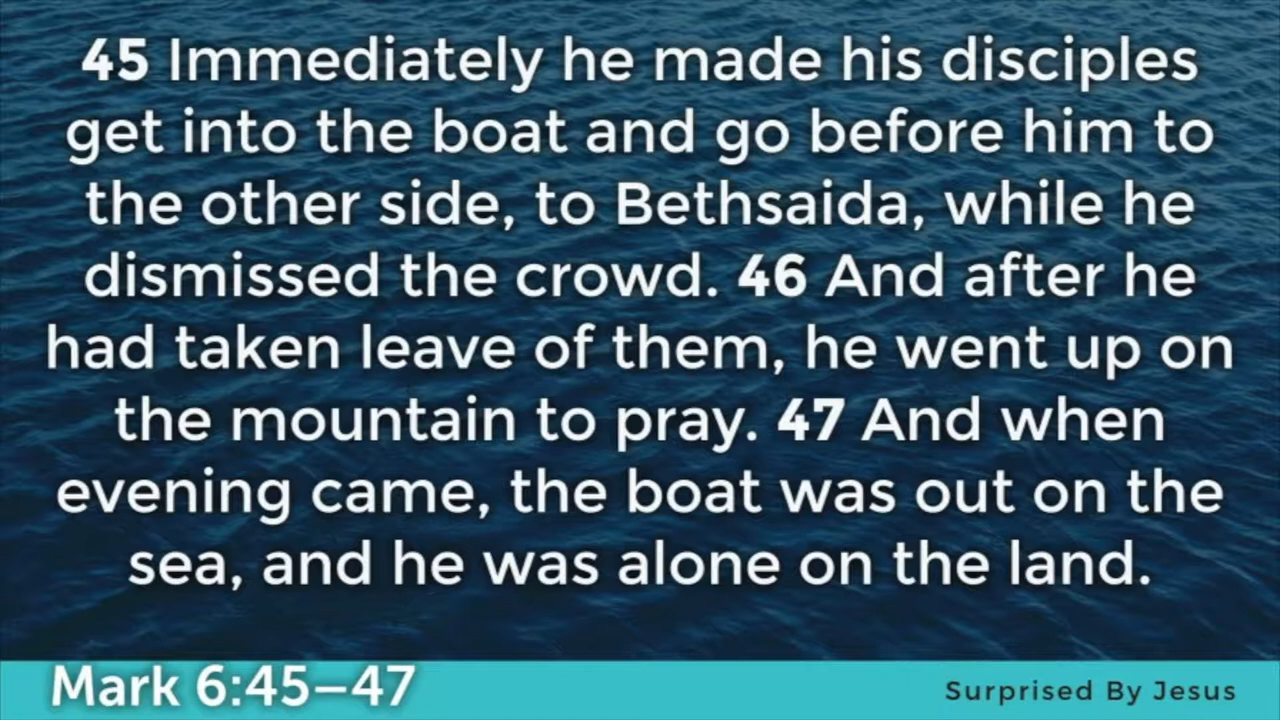 45 Immediately he made his disciples
get into the boat and go before him to
the other side, to Bethsaida, while he
dismissed the crowd. 46 And after he
had taken leave of them, he went up on
the mountain to pray. 47 And when
evening came, the boat was out on the
sea, and he was alone on the land.
Mark 6:45–47
Surprised By Jesus